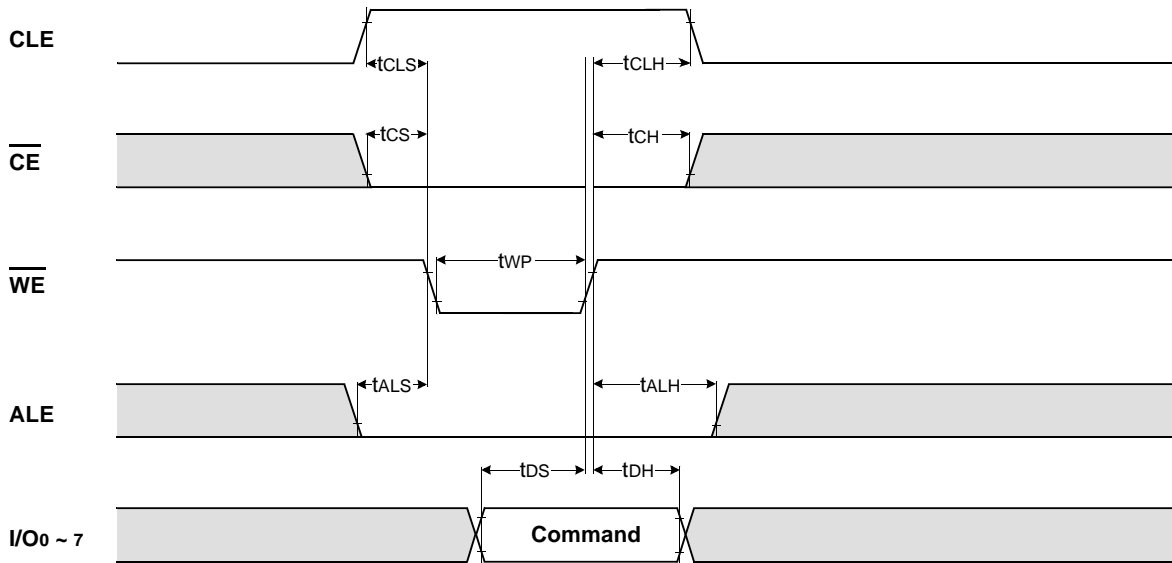 CLE
tCLS
tCLH
CE
tCS
tCH
WE
tWP
ALE
tALS
tALH
I/O0 ~ 7
tDS
tDH
Command